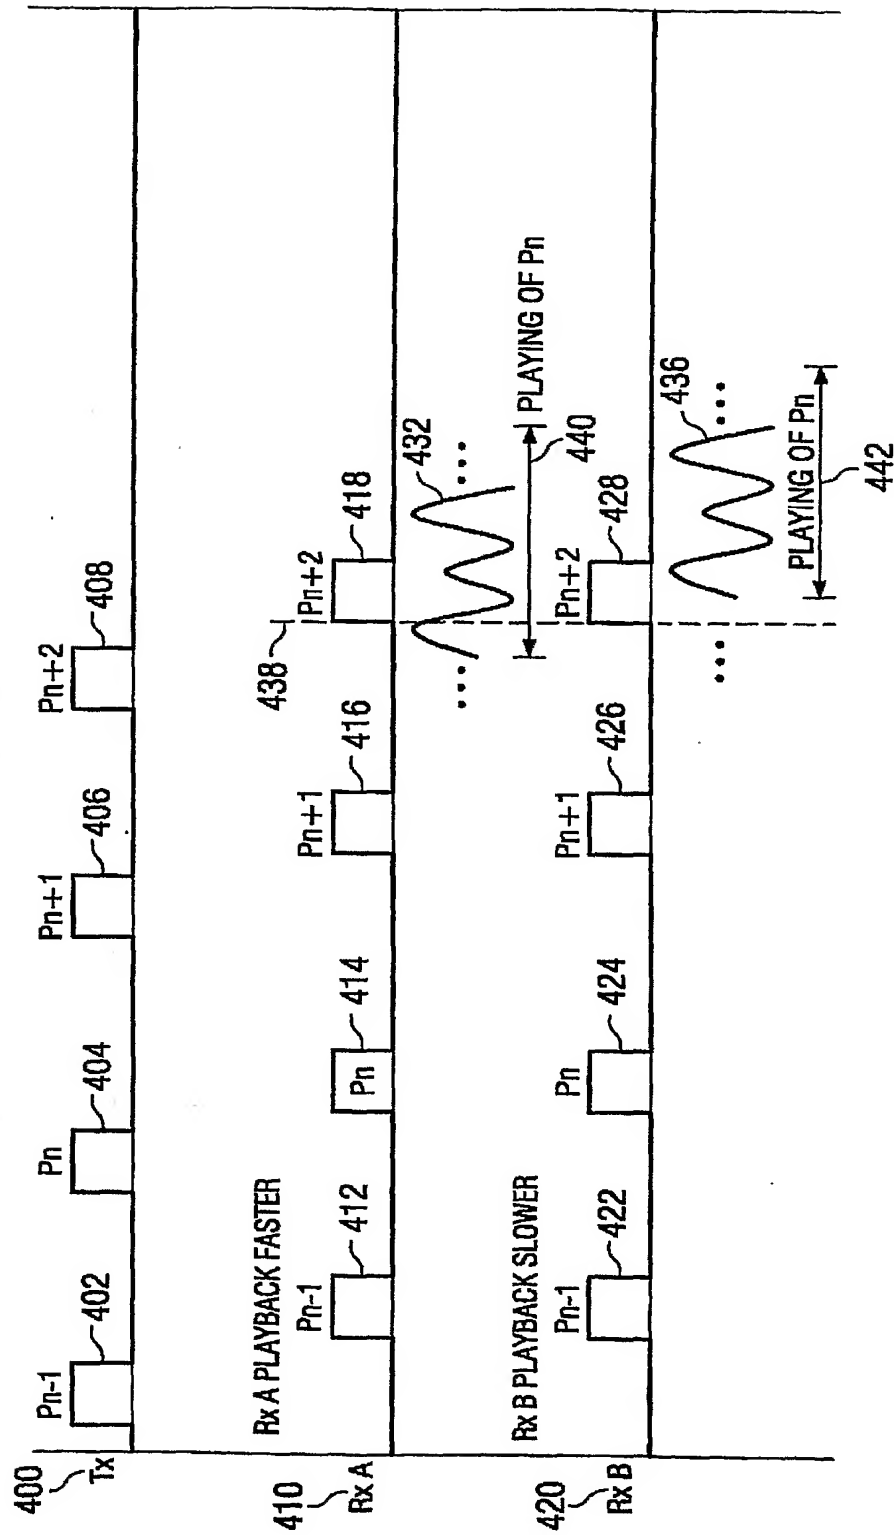 400
Tx
Pn-1
402
Pn
404
Pn+1
406
Pn+2
408
410
Rx A
Rx A PLAYBACK FASTER
Pn-1
412
Pn
414
Pn+1
416
438
Pn+2
418
432
...
...
PLAYING OF Pn
440
420
Rx B
Rx B PLAYBACK SLOWER
Pn-1
422
Pn
424
Pn+1
426
Pn+2
428
436
...
...
PLAYING OF Pn
442